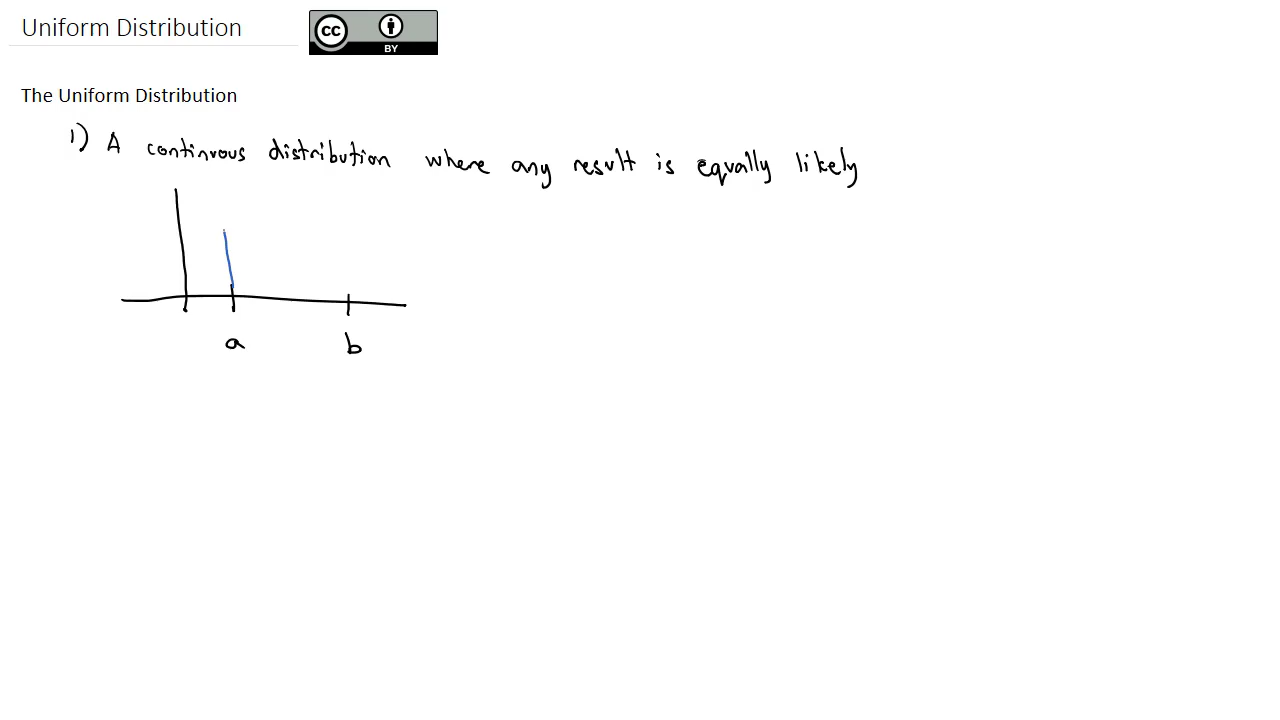 Uniform Distribution
cc BY
The Uniform Distribution
1) A continuous distribution where any result is equally likely
a b